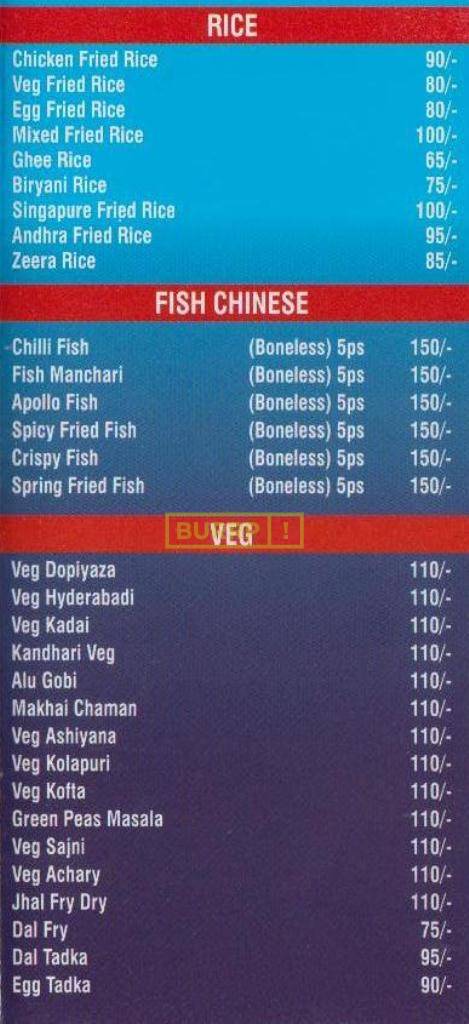 RICE
Chicken Fried Rice 90/-
Veg Fried Rice 80/-
Egg Fried Rice 80/-
Mixed Fried Rice 100/-
Ghee Rice 65/-
Biryani Rice 75/-
Singapure Fried Rice 100/-
Andhra Fried Rice 95/-
Zeera Rice 85/-
FISH CHINESE
Chilli Fish (Boneless) 5ps 150/-
Fish Manchari (Boneless) 5ps 150/-
Apollo Fish (Boneless) 5ps 150/-
Spicy Fried Fish (Boneless) 5ps 150/-
Crispy Fish (Boneless) 5ps 150/-
Spring Fried Fish (Boneless) 5ps 150/-
VEG
Veg Dopiyaza 110/-
Veg Hyderabadi 110/-
Veg Kadai 110/-
Kandhari Veg 110/-
Alu Gobi 110/-
Makhai Chaman 110/-
Veg Ashiyana 110/-
Veg Kolapuri 110/-
Veg Kofta 110/-
Green Peas Masala 110/-
Veg Sajni 110/-
Veg Achary 110/-
Jhal Fry Dry 110/-
Dal Fry 75/-
Dal Tadka 95/-
Egg Tadka 90/-